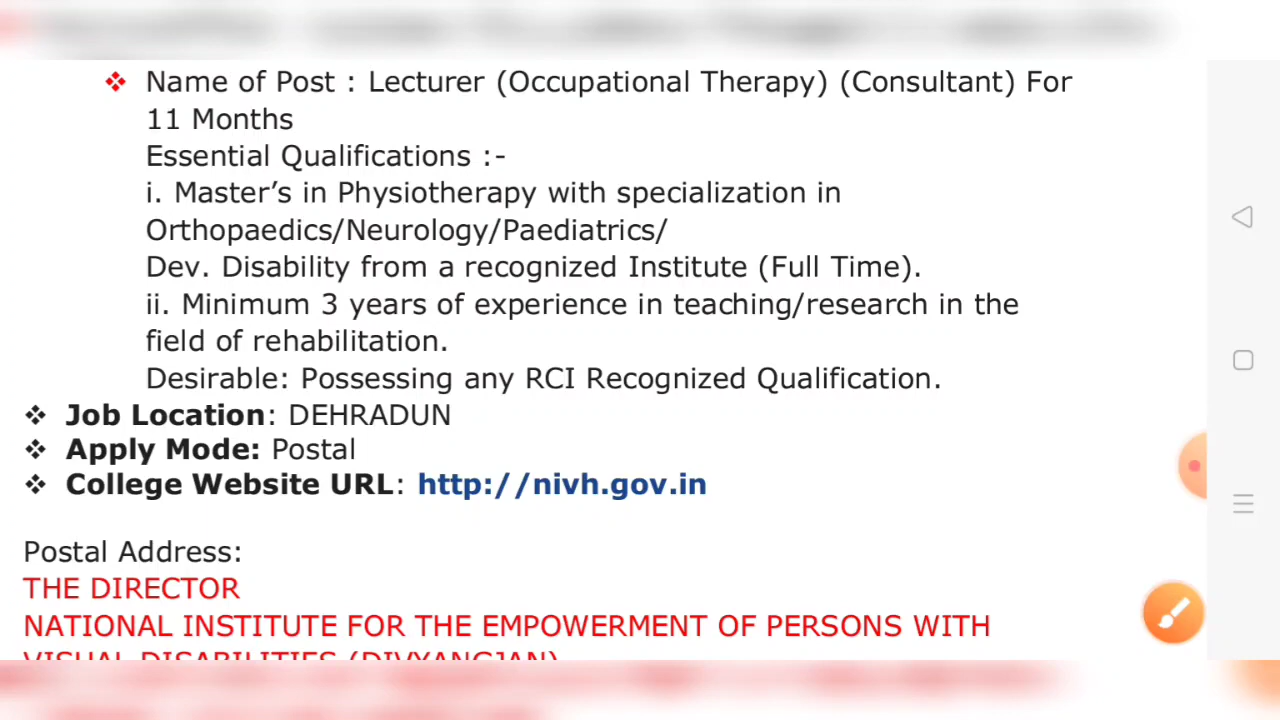 ❖ Name of Post : Lecturer (Occupational Therapy) (Consultant) For
11 Months
Essential Qualifications :-
i. Master’s in Physiotherapy with specialization in
Orthopaedics/Neurology/Paediatrics/
Dev. Disability from a recognized Institute (Full Time).
ii. Minimum 3 years of experience in teaching/research in the
field of rehabilitation.
Desirable: Possessing any RCI Recognized Qualification.
❖ Job Location: DEHRADUN
❖ Apply Mode: Postal
❖ College Website URL: http://nivh.gov.in
Postal Address:
THE DIRECTOR
NATIONAL INSTITUTE FOR THE EMPOWERMENT OF PERSONS WITH
VISUAL DISABILITIES (DIVYANGJAN)